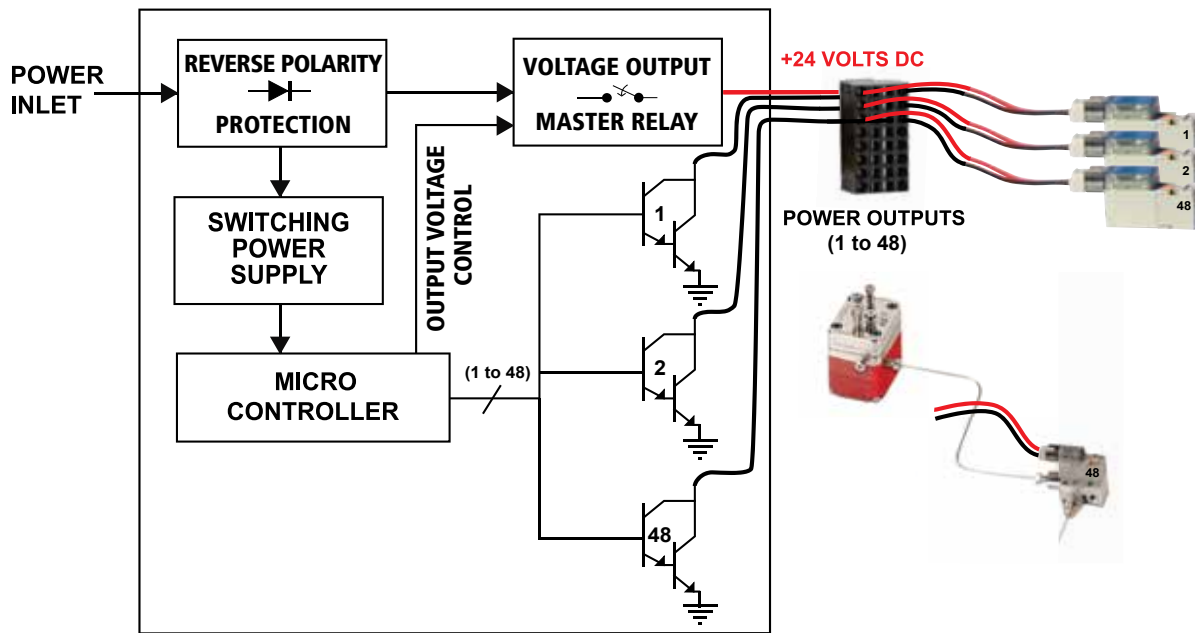 POWER
INLET
REVERSE POLARITY
PROTECTION
VOLTAGE OUTPUT
MASTER RELAY
+24 VOLTS DC
SWITCHING
POWER
SUPPLY
OUTPUT VOLTAGE
CONTROL
MICRO
CONTROLLER
(1 to 48)
1
2
48
POWER OUTPUTS
(1 to 48)
1
2
48
48